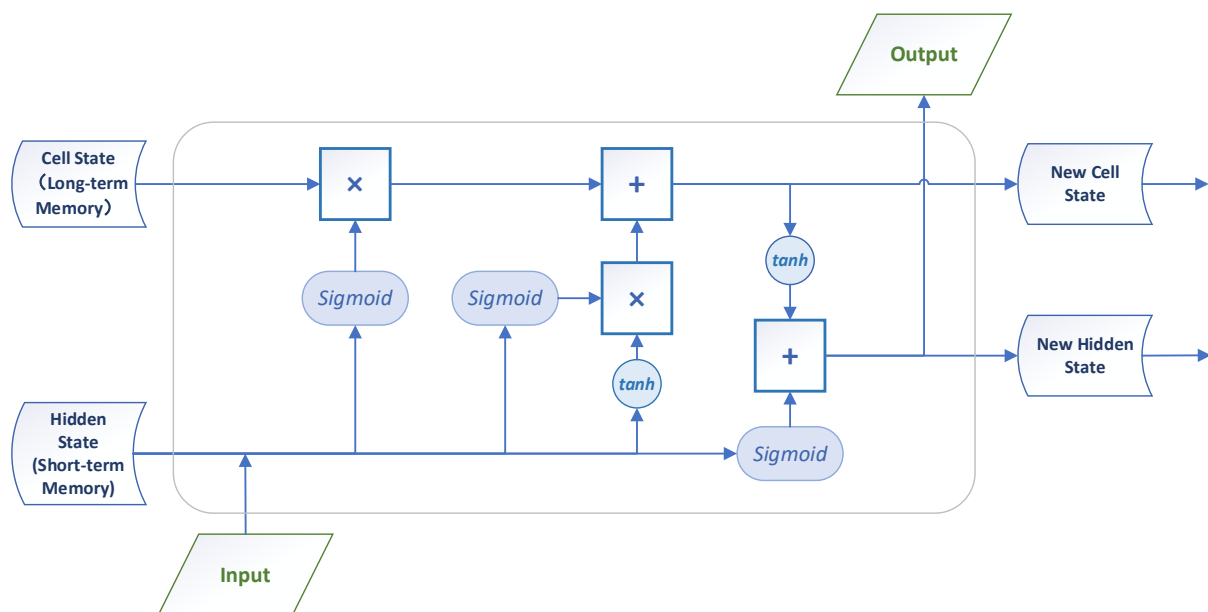 Output
Cell State
（Long-term
Memory）
×
+
New Cell
State
tanh
Sigmoid
Sigmoid
×
+
New Hidden
State
tanh
Hidden
State
(Short-term
Memory)
Sigmoid
Input